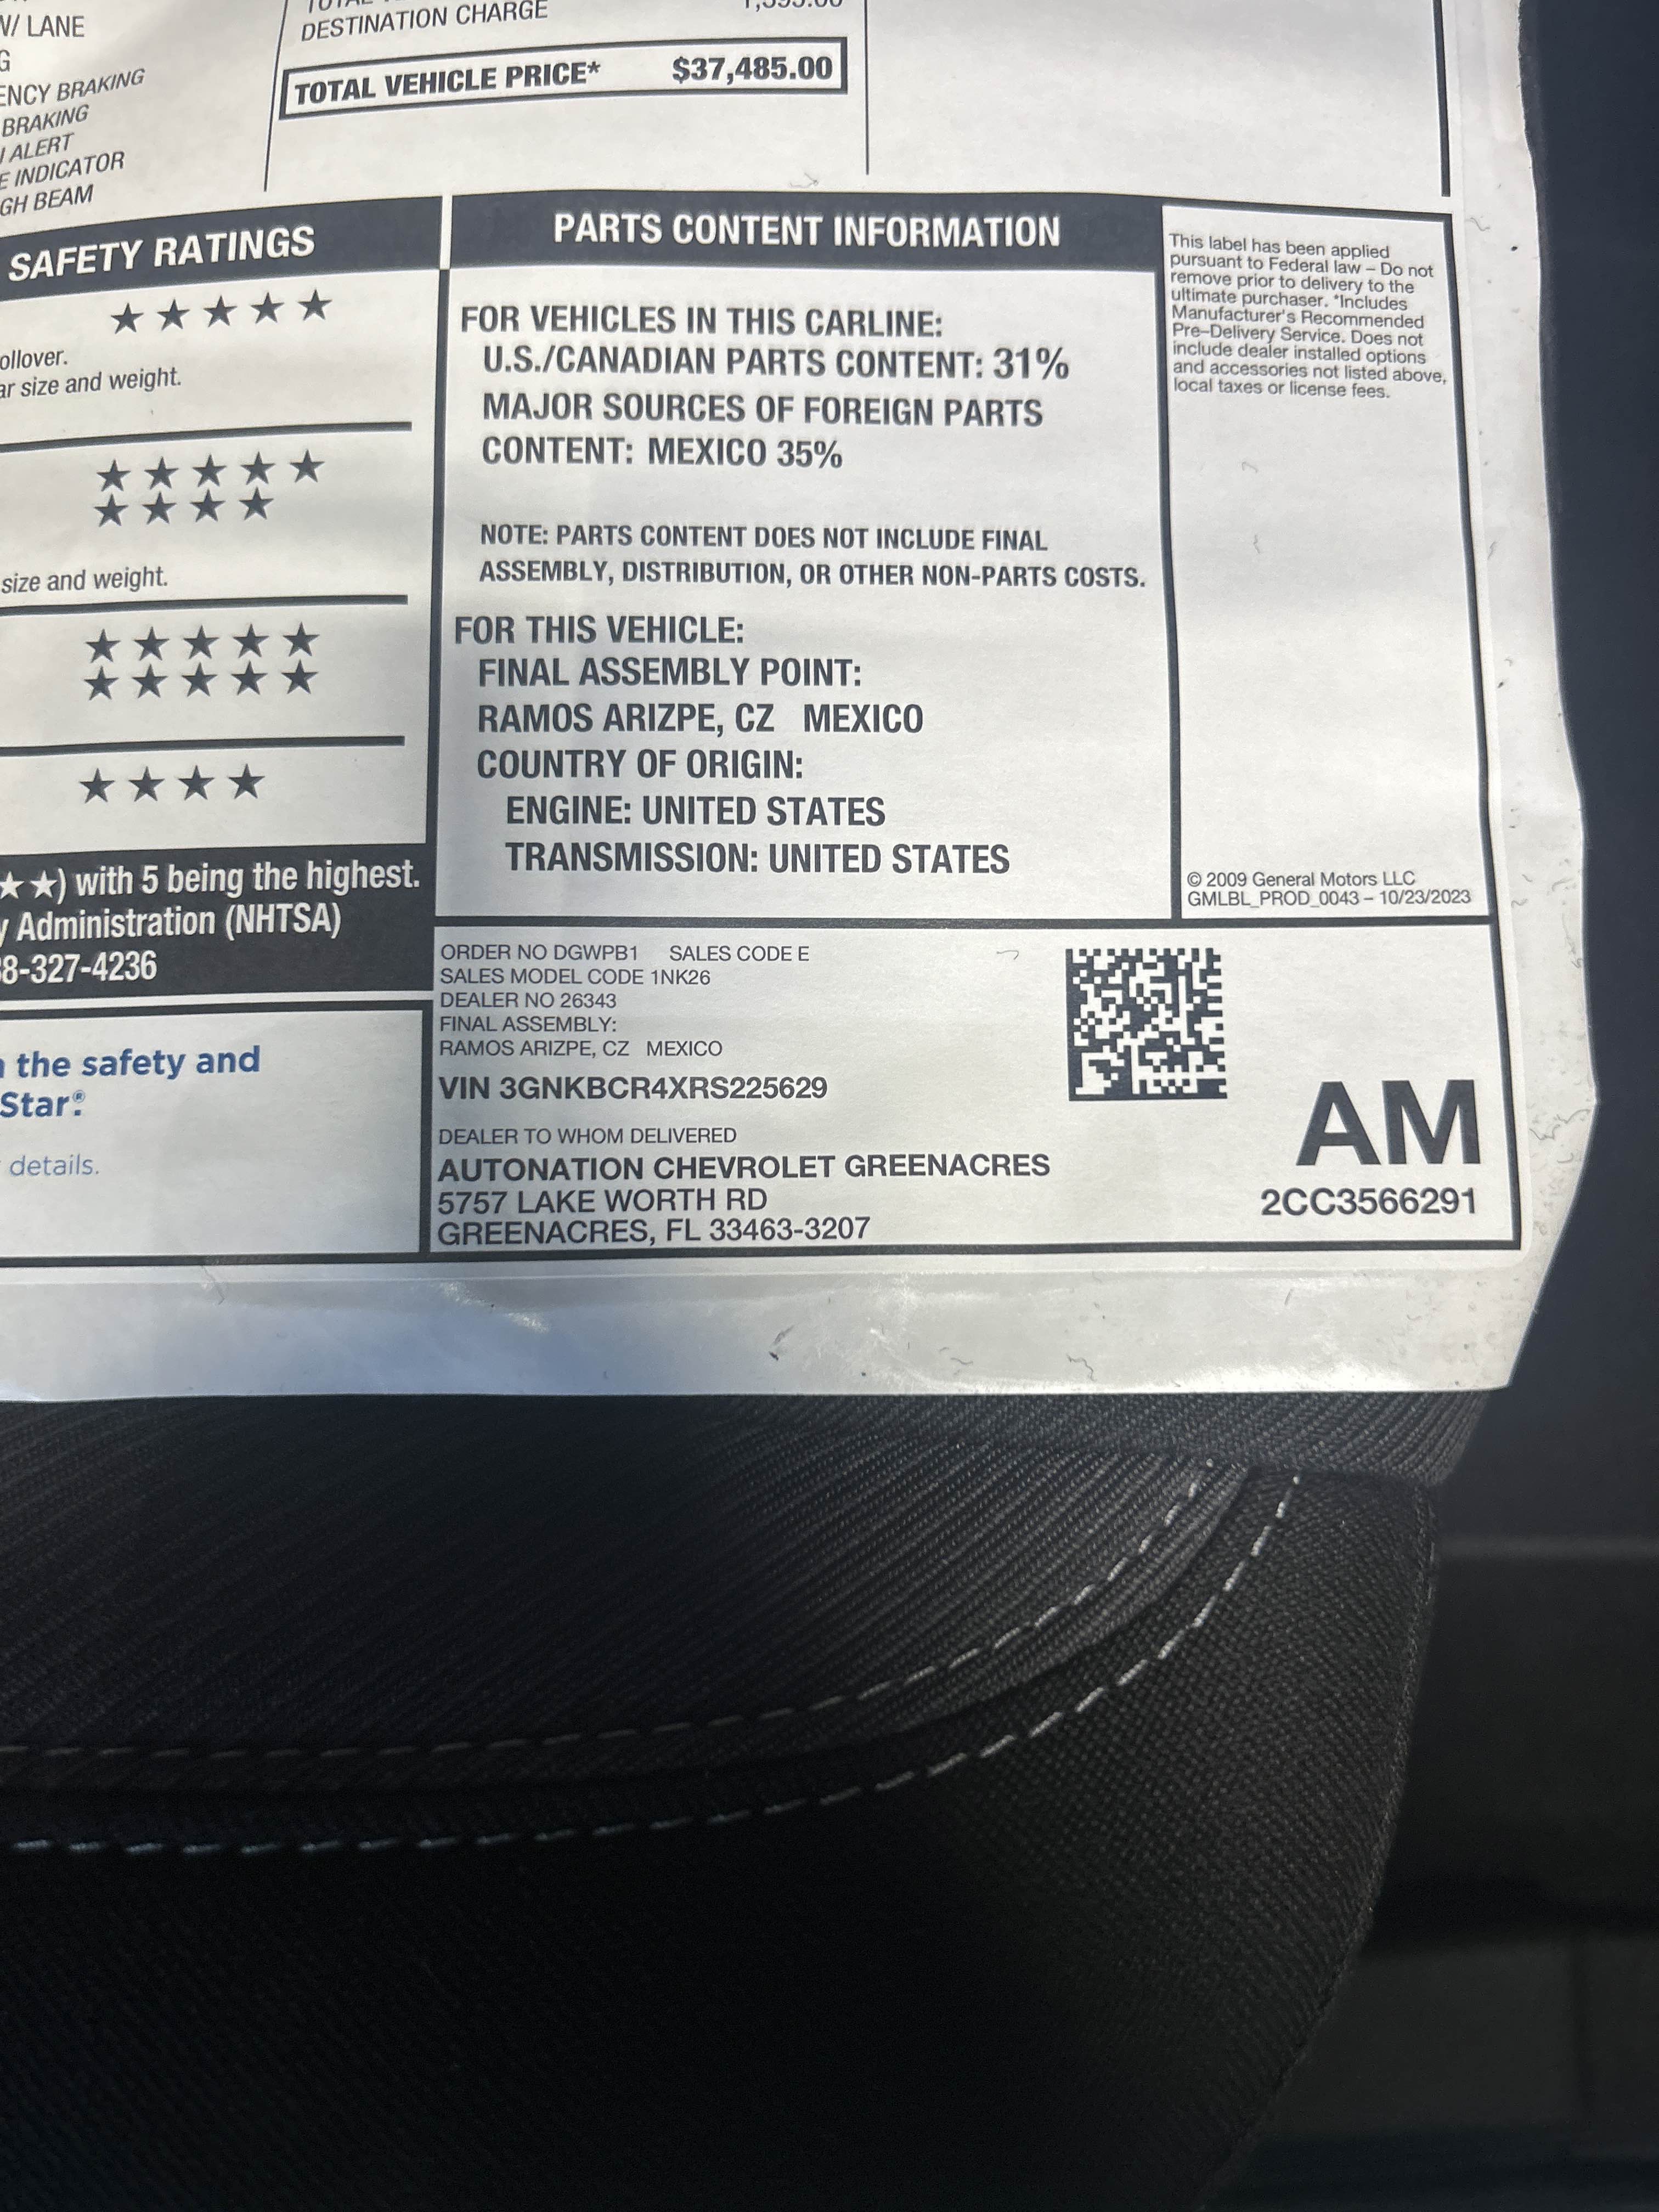 W/ LANE
DESTINATION CHARGE
TOTAL VEHICLE PRICE* $37,485.00
BRAKING
BRAKING
ALERT
INDICATOR
BEAM
SAFETY RATINGS
★★★★★
ollover.
ar size and weight.
★★★★★
★★★★
size and weight.
★★★★★
★★★★★
★★★★
★★) with 5 being the highest.
y Administration (NHTSA)
8-327-4236
the safety and
Star®.
details.
PARTS CONTENT INFORMATION
FOR VEHICLES IN THIS CARLINE:
U.S./CANADIAN PARTS CONTENT: 31%
MAJOR SOURCES OF FOREIGN PARTS
CONTENT: MEXICO 35%
NOTE: PARTS CONTENT DOES NOT INCLUDE FINAL
ASSEMBLY, DISTRIBUTION, OR OTHER NON-PARTS COSTS.
FOR THIS VEHICLE:
FINAL ASSEMBLY POINT:
RAMOS ARIZPE, CZ MEXICO
COUNTRY OF ORIGIN:
ENGINE: UNITED STATES
TRANSMISSION: UNITED STATES
This label has been applied
pursuant to Federal law – Do not
remove prior to delivery to the
ultimate purchaser. *Includes
Manufacturer's Recommended
Pre-Delivery Service. Does not
include dealer installed options
and accessories not listed above,
local taxes or license fees.
© 2009 General Motors LLC
GMLBL_PROD_0043 – 10/23/2023
ORDER NO DGWPB1 SALES CODE E
SALES MODEL CODE 1NK26
DEALER NO 26343
FINAL ASSEMBLY:
RAMOS ARIZPE, CZ MEXICO
VIN 3GNKBCR4XRS225629
DEALER TO WHOM DELIVERED
AUTONATION CHEVROLET GREENACRES
5757 LAKE WORTH RD
GREENACRES, FL 33463-3207
AM
2CC3566291